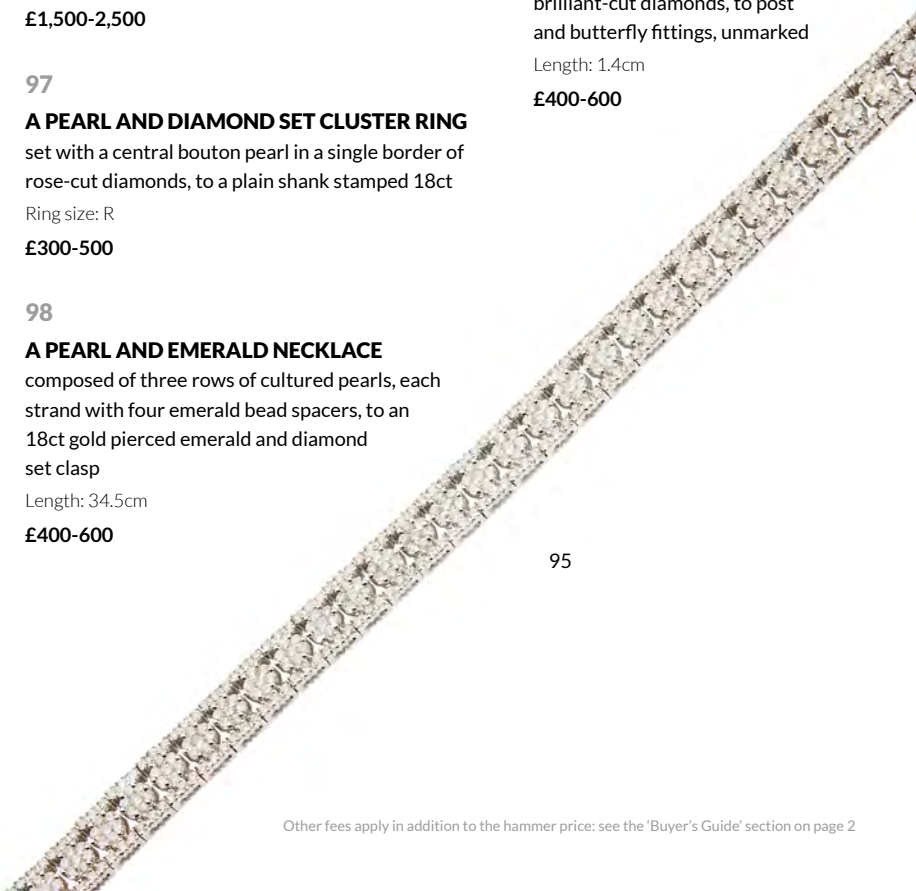 £1,500-2,500
97
A PEARL AND DIAMOND SET CLUSTER RING
set with a central bouton pearl in a single border of
rose-cut diamonds, to a plain shank stamped 18ct
Ring size: R
£300-500
98
A PEARL AND EMERALD NECKLACE
composed of three rows of cultured pearls, each
strand with four emerald bead spacers, to an
18ct gold pierced emerald and diamond
set clasp
Length: 34.5cm
£400-600
brilliant-cut diamonds, to post
and butterfly fittings, unmarked
Length: 1.4cm
£400-600
95
Other fees apply in addition to the hammer price: see the ‘Buyer’s Guide’ section on page 2